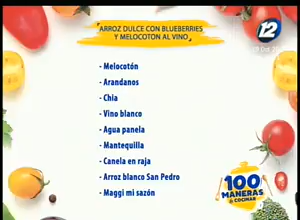 ARROZ DULCE CON BLUEBERRIES
Y MELOCOTON AL VINO
12
- Melocotón
- Arandanos
- Chia
- Vino blanco
- Agua panela
- Mantequilla
- Canela en raja
- Arroz blanco San Pedro
- Maggi mi sazón
100
MANERAS
de COCINAR